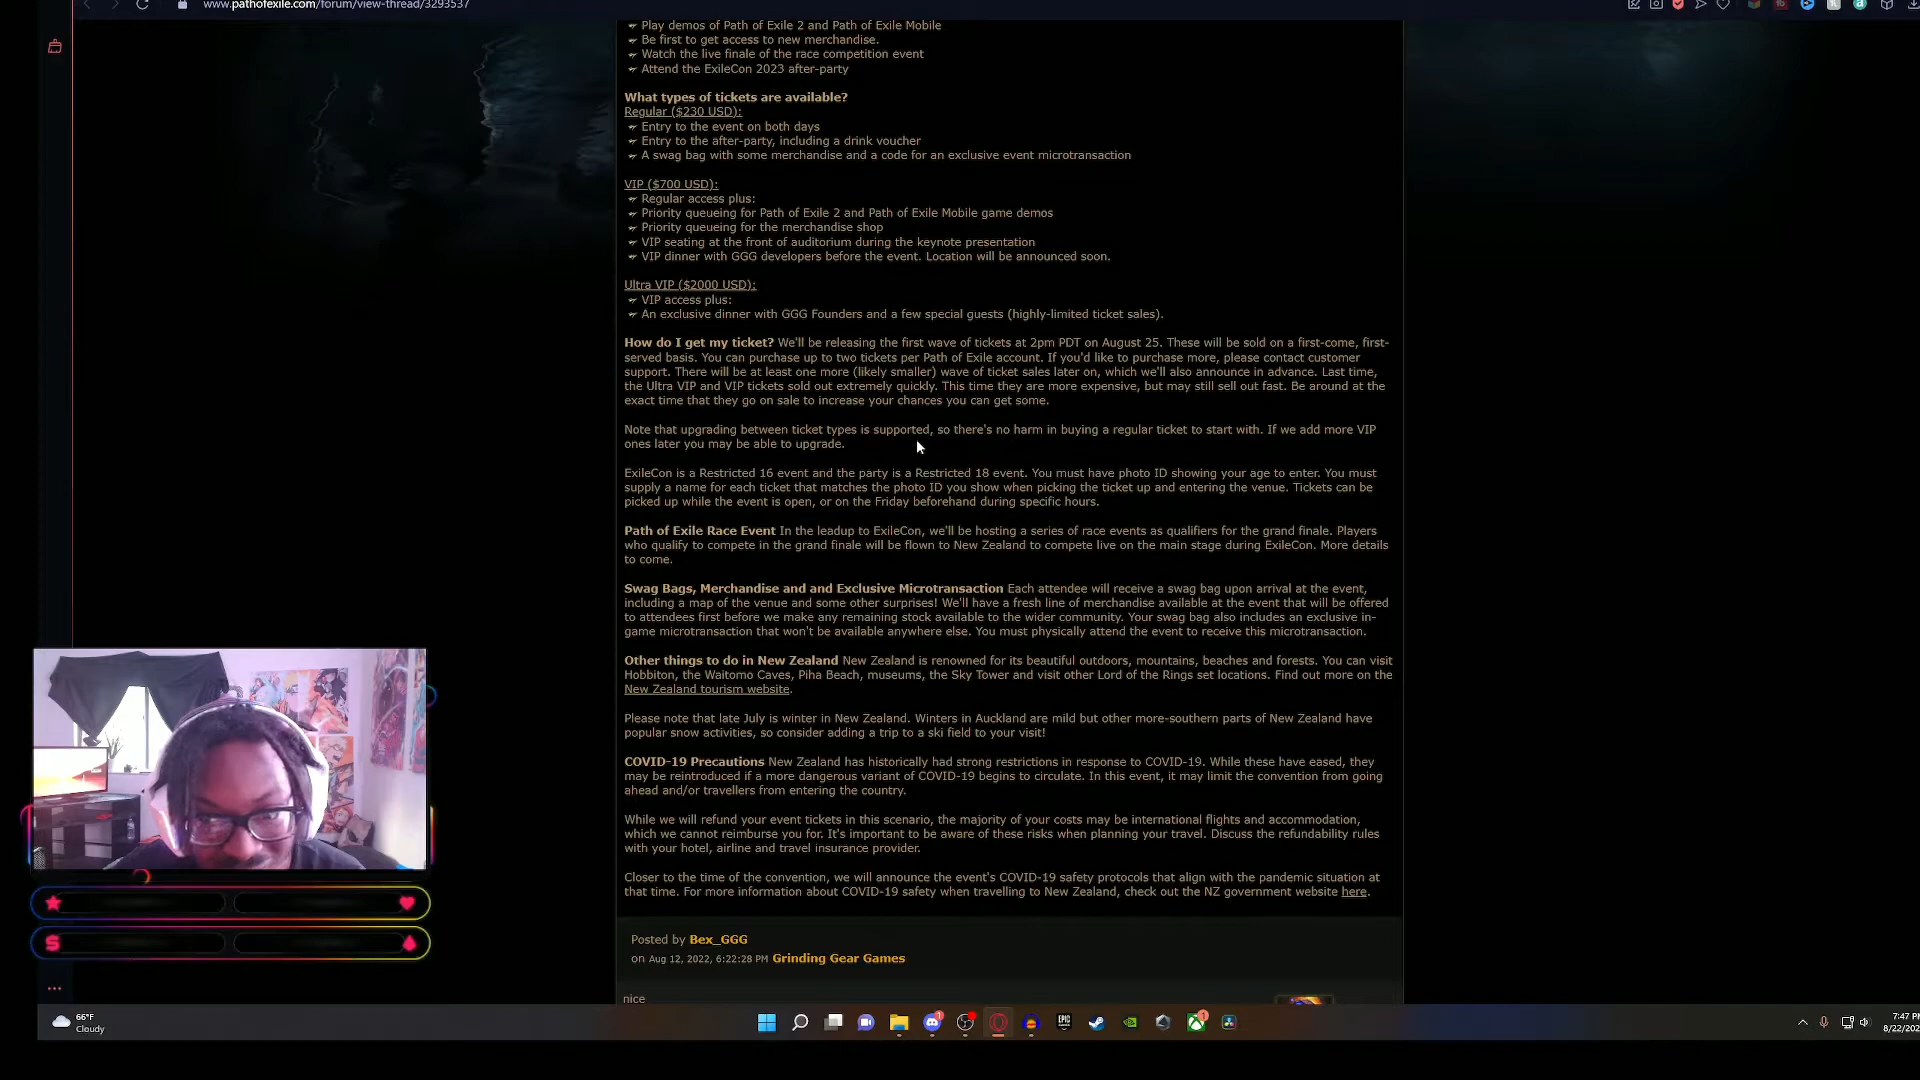 www.pathofexile.com/forum/view-thread/3293537
Play demos of Path of Exile 2 and Path of Exile Mobile
Be first to get access to new merchandise.
Watch the live finale of the race competition event
Attend the ExileCon 2023 after-party
What types of tickets are available?
Regular ($230 USD):
Entry to the event on both days
Entry to the after-party, including a drink voucher
A swag bag with some merchandise and a code for an exclusive event microtransaction
VIP ($700 USD):
Regular access plus:
Priority queueing for Path of Exile 2 and Path of Exile Mobile game demos
Priority queueing for the merchandise shop
VIP seating at the front of auditorium during the keynote presentation
VIP dinner with GGG developers before the event. Location will be announced soon.
Ultra VIP ($2000 USD):
VIP access plus:
An exclusive dinner with GGG Founders and a few special guests (highly-limited ticket sales).
How do I get my ticket? We'll be releasing the first wave of tickets at 2pm PDT on August 25. These will be sold on a first-come, first-
served basis. You can purchase up to two tickets per Path of Exile account. If you'd like to purchase more, please contact customer
support. There will be at least one more (likely smaller) wave of ticket sales later on, which we'll also announce in advance. Last time,
the Ultra VIP and VIP tickets sold out extremely quickly. This time they are more expensive, but may still sell out fast. Be around at the
exact time that they go on sale to increase your chances you can get some.
Note that upgrading between ticket types is supported, so there's no harm in buying a regular ticket to start with. If we add more VIP
ones later you may be able to upgrade.
ExileCon is a Restricted 16 event and the party is a Restricted 18 event. You must have photo ID showing your age to enter. You must
supply a name for each ticket that matches the photo ID you show when picking the ticket up and entering the venue. Tickets can be
picked up while the event is open, or on the Friday beforehand during specific hours.
Path of Exile Race Event In the leadup to ExileCon, we'll be hosting a series of race events as qualifiers for the grand finale. Players
who qualify to compete in the grand finale will be flown to New Zealand to compete live on the main stage during ExileCon. More details
to come.
Swag Bags, Merchandise and and Exclusive Microtransaction Each attendee will receive a swag bag upon arrival at the event,
including a map of the venue and some other surprises! We'll have a fresh line of merchandise available at the event that will be offered
to attendees first before we make any remaining stock available to the wider community. Your swag bag also includes an exclusive in-
game microtransaction that won't be available anywhere else. You must physically attend the event to receive this microtransaction.
Other things to do in New Zealand New Zealand is renowned for its beautiful outdoors, mountains, beaches and forests. You can visit
Hobbiton, the Waitomo Caves, Piha Beach, museums, the Sky Tower and visit other Lord of the Rings set locations. Find out more on the
New Zealand tourism website.
Please note that late July is winter in New Zealand. Winters in Auckland are mild but other more-southern parts of New Zealand have
popular snow activities, so consider adding a trip to a ski field to your visit!
COVID-19 Precautions New Zealand has historically had strong restrictions in response to COVID-19. While these have eased, they
may be reintroduced if a more dangerous variant of COVID-19 begins to circulate. In this event, it may limit the convention from going
ahead and/or travellers from entering the country.
While we will refund your event tickets in this scenario, the majority of your costs may be international flights and accommodation,
which we cannot reimburse you for. It's important to be aware of these risks when planning your travel. Discuss the refundability rules
with your hotel, airline and travel insurance provider.
Closer to the time of the convention, we will announce the event's COVID-19 safety protocols that align with the pandemic situation at
that time. For more information about COVID-19 safety when travelling to New Zealand, check out the NZ government website here.
Posted by Bex_GGG
on Aug 12, 2022, 6:22:28 PM Grinding Gear Games
nice
66°F
Cloudy
7:47 P
8/22/202